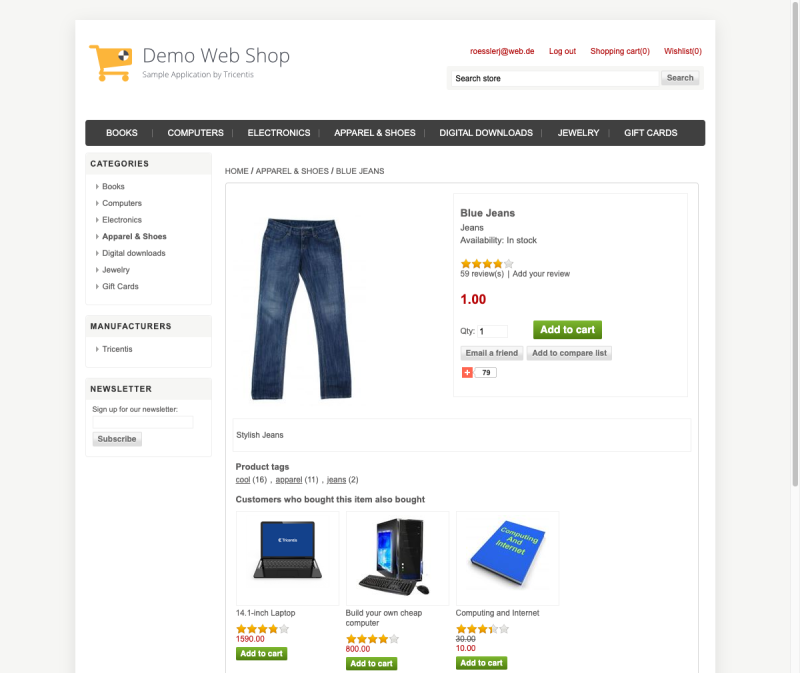 Demo Web Shop
Sample Application by Tricentis
roesslerj@web.de Log out Shopping cart(0) Wishlist(0)
Search store Search
BOOKS COMPUTERS ELECTRONICS APPAREL & SHOES DIGITAL DOWNLOADS JEWELRY GIFT CARDS
CATEGORIES
Books
Computers
Electronics
Apparel & Shoes
Digital downloads
Jewelry
Gift Cards
MANUFACTURERS
Tricentis
NEWSLETTER
Sign up for our newsletter:
Subscribe
HOME / APPAREL & SHOES / BLUE JEANS
Blue Jeans
Jeans
Availability: In stock
59 review(s) | Add your review
1.00
Qty: 1 Add to cart
Email a friend Add to compare list
79
Stylish Jeans
Product tags
cool (16) , apparel (11) , jeans (2)
Customers who bought this item also bought
Tricentis
14.1-inch Laptop
1590.00
Add to cart
Build your own cheap
computer
800.00
Add to cart
Computing
And
Internet
Computing and Internet
30.00
10.00
Add to cart